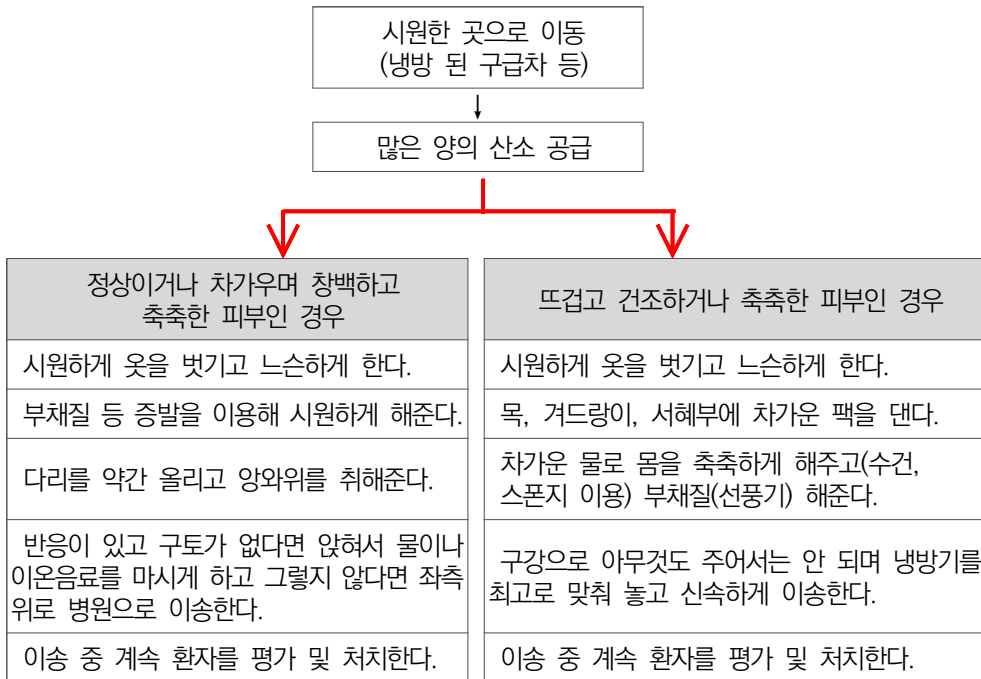 시원한 곳으로 이동
(냉방 된 구급차 등)
많은 양의 산소 공급
정상이거나 차가우며 창백하고
축축한 피부인 경우
시원하게 옷을 벗기고 느슨하게 한다.
부채질 등 증발을 이용해 시원하게 해준다.
다리를 약간 올리고 앙와위를 취해준다.
반응이 있고 구토가 없다면 앉혀서 물이나
이온음료를 마시게 하고 그렇지 않다면 좌측
위로 병원으로 이송한다.
이송 중 계속 환자를 평가 및 처치한다.
뜨겁고 건조하거나 축축한 피부인 경우
시원하게 옷을 벗기고 느슨하게 한다.
목, 겨드랑이, 서혜부에 차가운 팩을 댄다.
차가운 물로 몸을 축축하게 해주고(수건,
스폰지 이용) 부채질(선풍기) 해준다.
구강으로 아무것도 주어서는 안 되며 냉방기를
최고로 맞춰 놓고 신속하게 이송한다.
이송 중 계속 환자를 평가 및 처치한다.